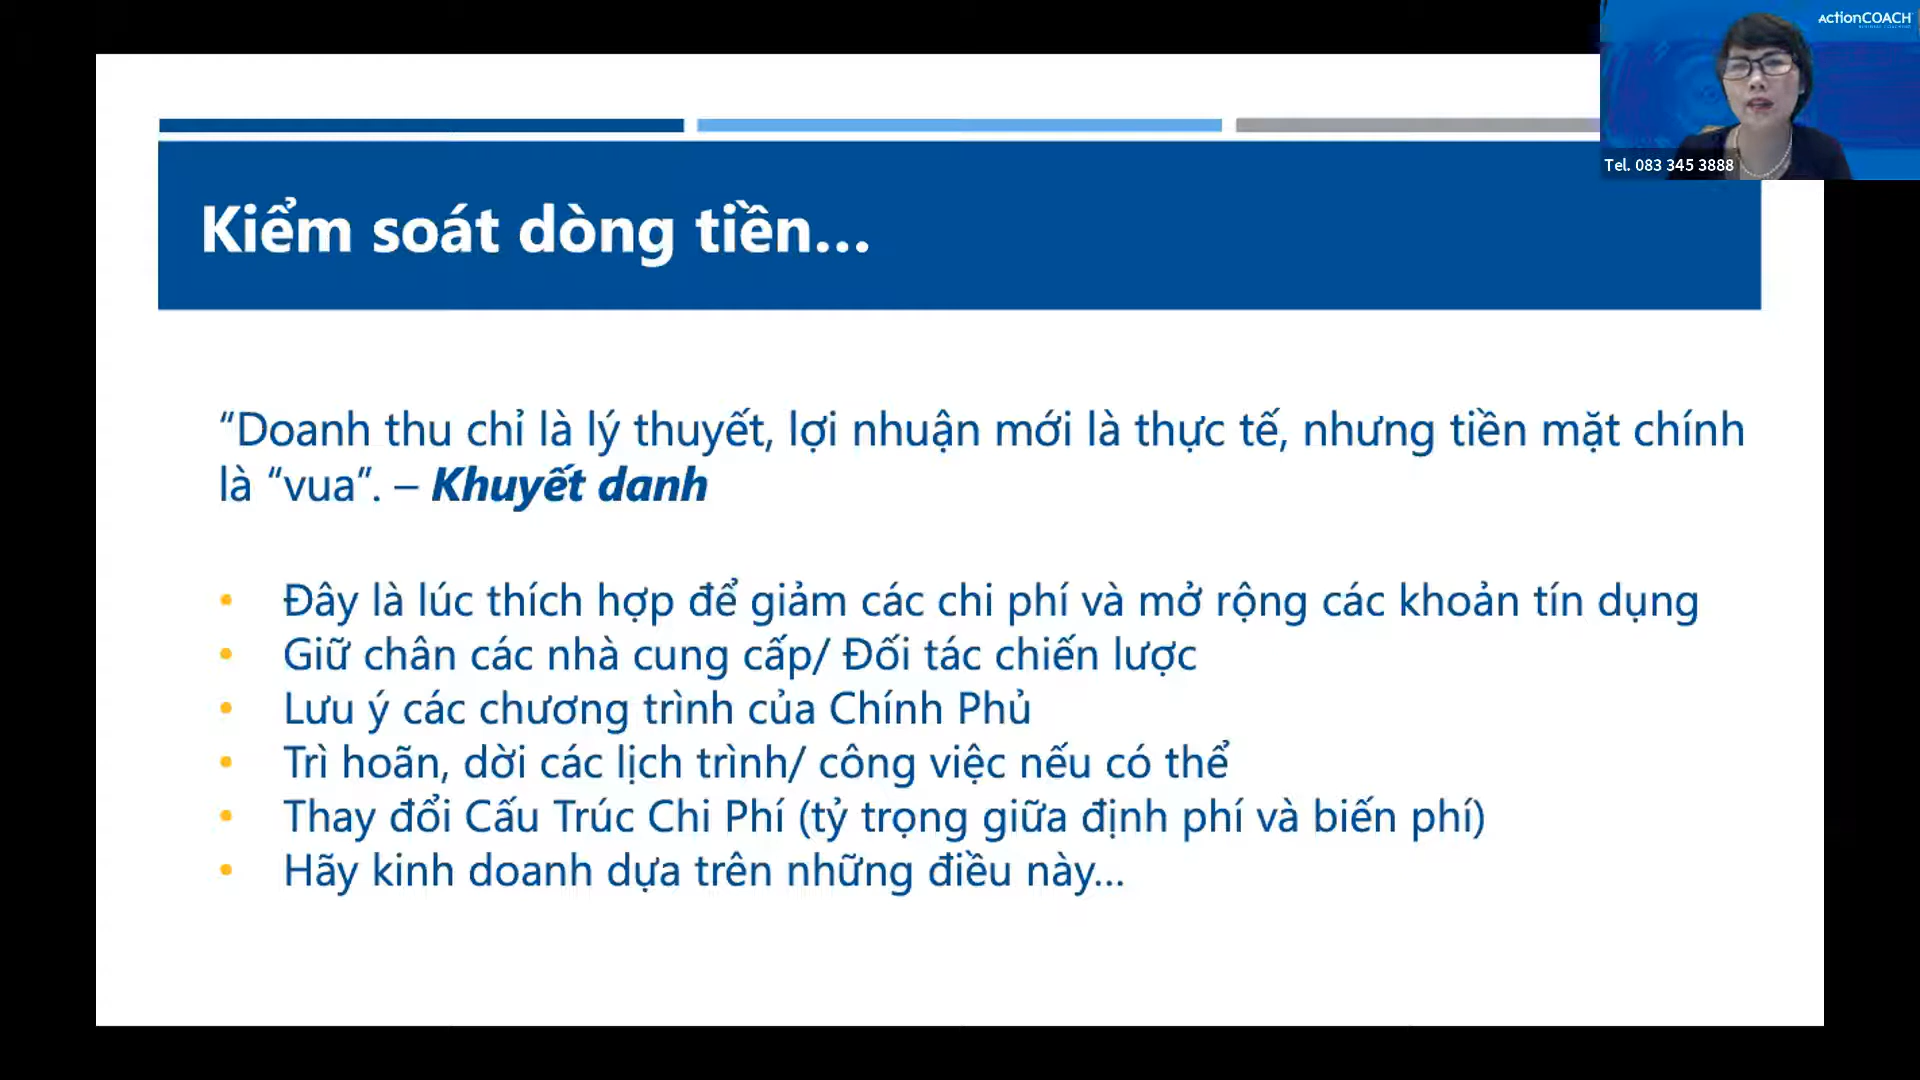 ActionCOACH
Tel. 083 345 3888
Kiểm soát dòng tiền...
“Doanh thu chỉ là lý thuyết, lợi nhuận mới là thực tế, nhưng tiền mặt chính
là “vua”. – Khuyết danh
• Đây là lúc thích hợp để giảm các chi phí và mở rộng các khoản tín dụng
• Giữ chân các nhà cung cấp/ Đối tác chiến lược
• Lưu ý các chương trình của Chính Phủ
• Trì hoãn, dời các lịch trình/ công việc nếu có thể
• Thay đổi Cấu Trúc Chi Phí (tỷ trọng giữa định phí và biến phí)
• Hãy kinh doanh dựa trên những điều này...